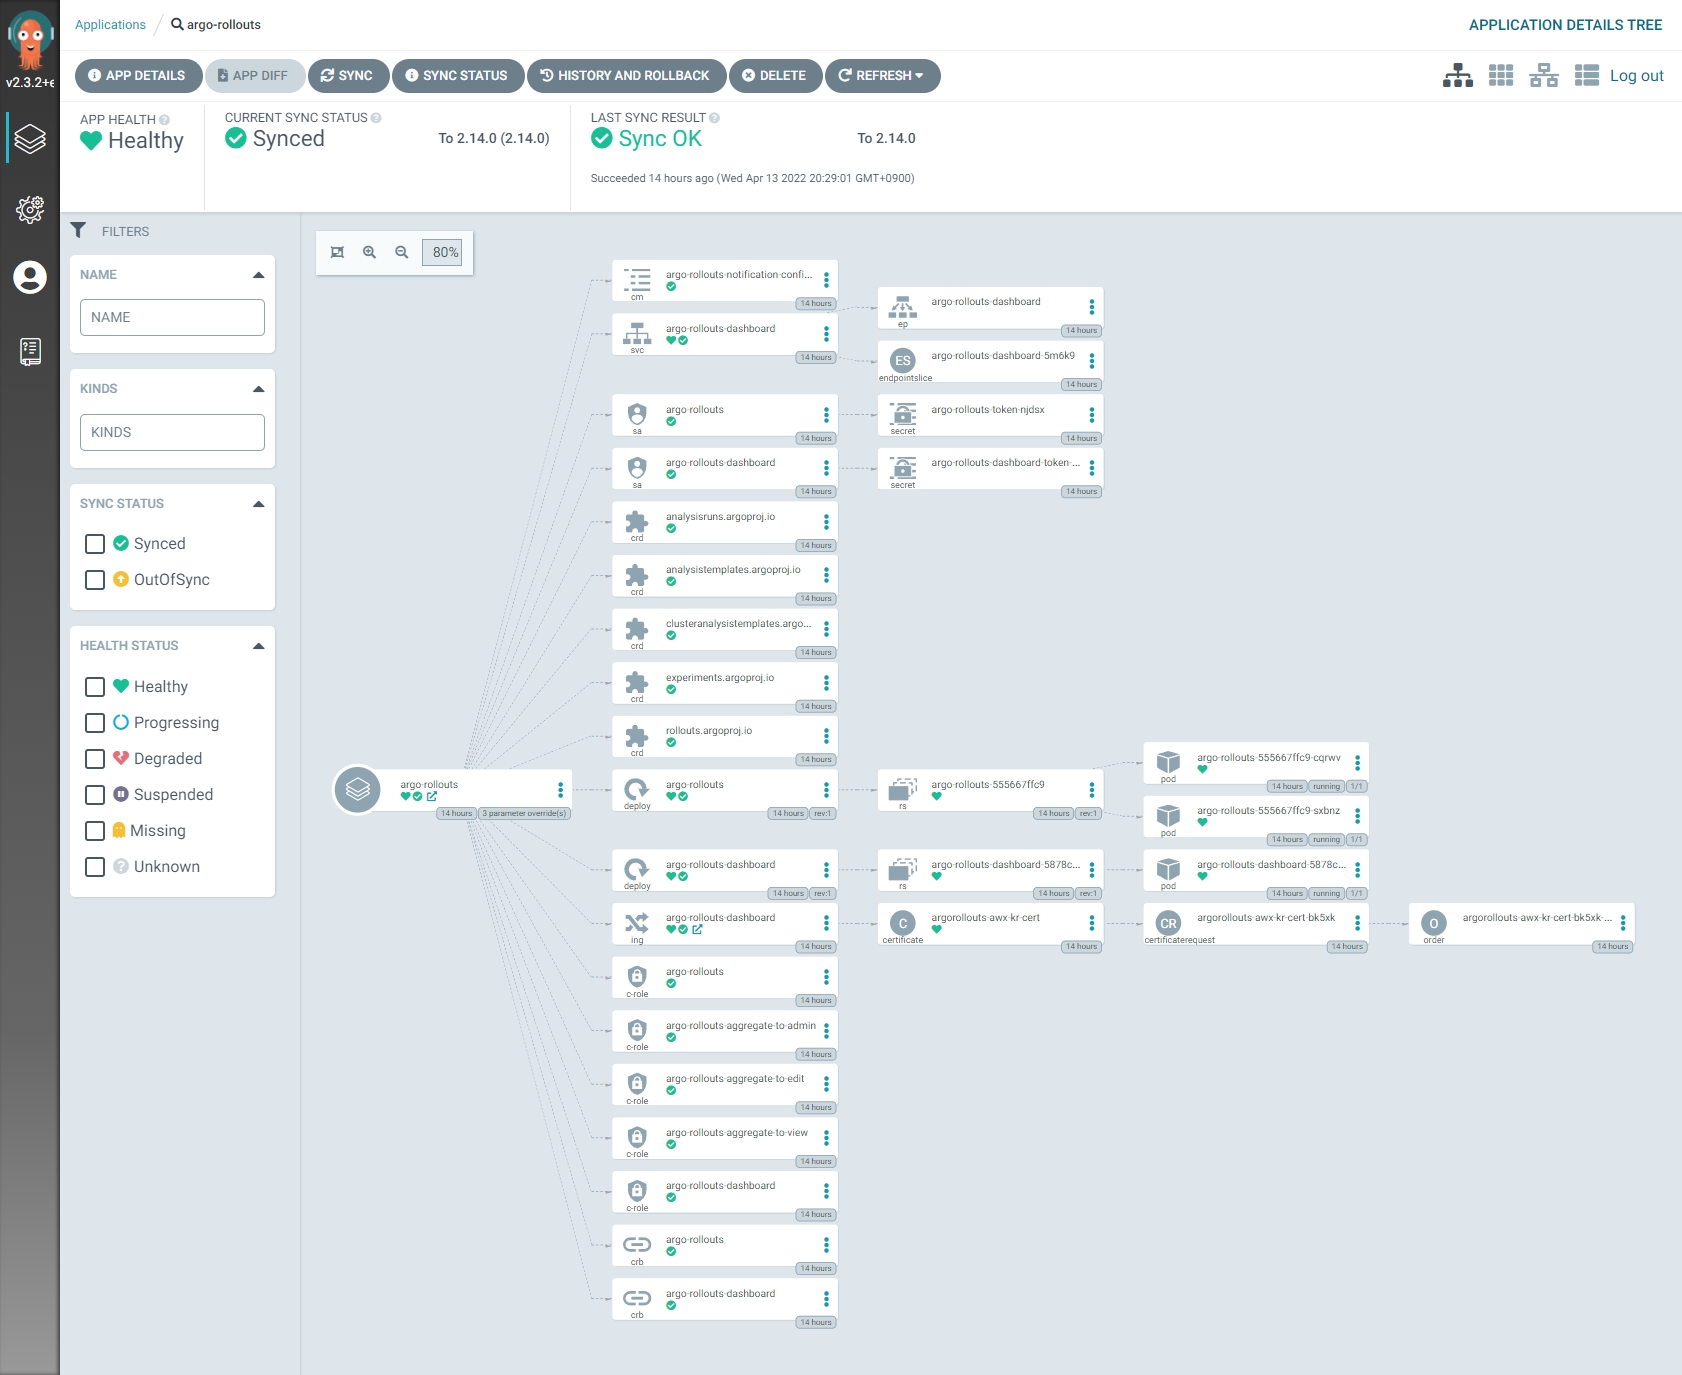 v2.3.2+e
Applications
argo-rollouts
APPLICATION DETAILS TREE
APP DETAILS
APP DIFF
SYNC
SYNC STATUS
HISTORY AND ROLLBACK
DELETE
REFRESH
Log out
APP HEALTH
Healthy
CURRENT SYNC STATUS
Synced
To 2.14.0 (2.14.0)
LAST SYNC RESULT
Sync OK
To 2.14.0
Succeeded 14 hours ago (Wed Apr 13 2022 20:29:01 GMT+0900)
FILTERS
NAME
NAME
KINDS
KINDS
SYNC STATUS
Synced
OutOfSync
HEALTH STATUS
Healthy
Progressing
Degraded
Suspended
Missing
Unknown
80%
argo-rollouts
14 hours
3 parameter override(s)
cm
argo-rollouts-notification-confi...
14 hours
svc
argo-rollouts-dashboard
14 hours
ep
argo-rollouts-dashboard
14 hours
ES
endpointslice
argo-rollouts-dashboard-5m6k9
14 hours
sa
argo-rollouts
14 hours
secret
argo-rollouts-token-njdsx
14 hours
sa
argo-rollouts-dashboard
14 hours
secret
argo-rollouts-dashboard-token-...
14 hours
crd
analysisruns.argoproj.io
14 hours
crd
analysistemplates.argoproj.io
14 hours
crd
clusteranalysistemplates.argo...
14 hours
crd
experiments.argoproj.io
14 hours
crd
rollouts.argoproj.io
14 hours
deploy
argo-rollouts
14 hours
rev:1
rs
argo-rollouts-555667ffc9
14 hours
rev:1
pod
argo-rollouts-555667ffc9-cqrwv
14 hours
running
1/1
pod
argo-rollouts-555667ffc9-sxbnz
14 hours
running
1/1
deploy
argo-rollouts-dashboard
14 hours
rev:1
rs
argo-rollouts-dashboard-5878c...
14 hours
rev:1
pod
argo-rollouts-dashboard-5878c...
14 hours
running
1/1
ing
argo-rollouts-dashboard
14 hours
C
certificate
argorollouts-awx-kr-cert
14 hours
CR
certificaterequest
argorollouts-awx-kr-cert-bk5xk
14 hours
O
order
argorollouts-awx-kr-cert-bk5xk-...
14 hours
c-role
argo-rollouts
14 hours
c-role
argo-rollouts-aggregate-to-admin
14 hours
c-role
argo-rollouts-aggregate-to-edit
14 hours
c-role
argo-rollouts-aggregate-to-view
14 hours
c-role
argo-rollouts-dashboard
14 hours
crb
argo-rollouts
14 hours
crb
argo-rollouts-dashboard
14 hours